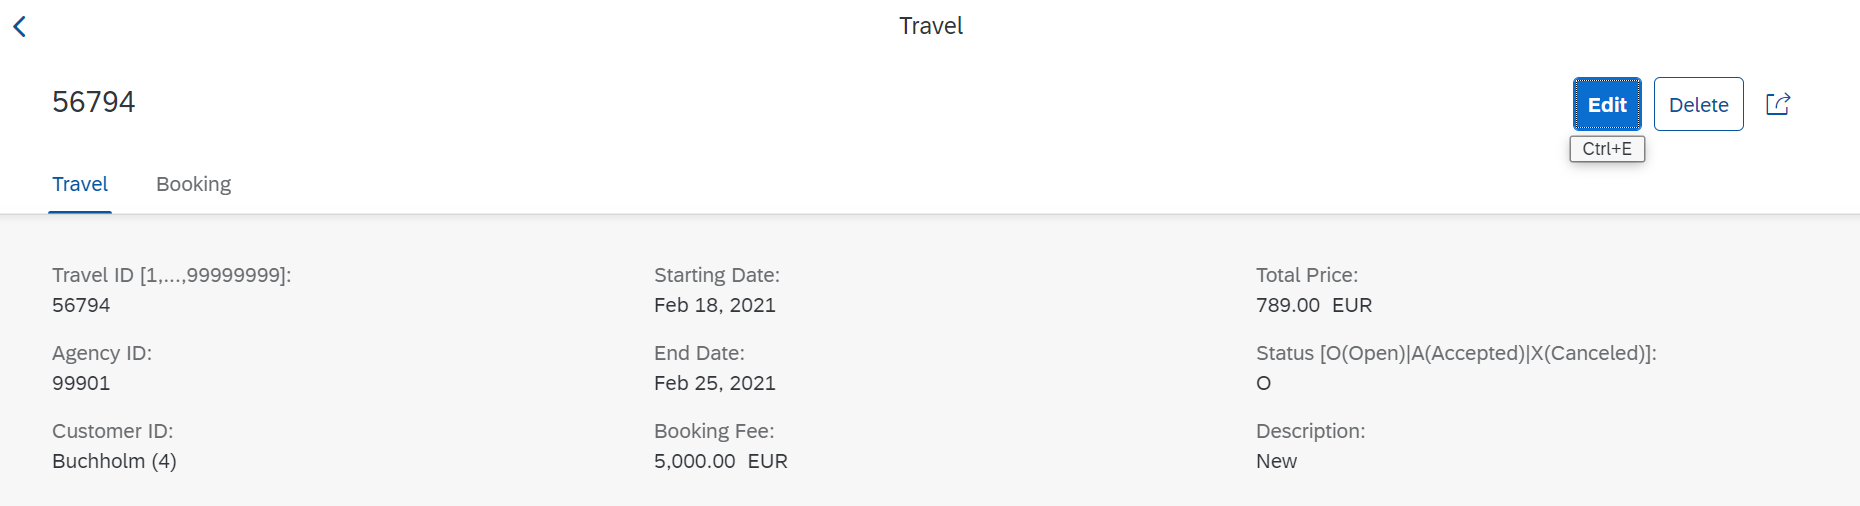 Travel
56794
Edit
Delete
Ctrl+E
Travel
Booking
Travel ID [1,...,99999999]:
56794
Agency ID:
99901
Customer ID:
Buchholm (4)
Starting Date:
Feb 18, 2021
End Date:
Feb 25, 2021
Booking Fee:
5,000.00 EUR
Total Price:
789.00 EUR
Status [O(Open)|A(Accepted)|X(Canceled)]:
O
Description:
New